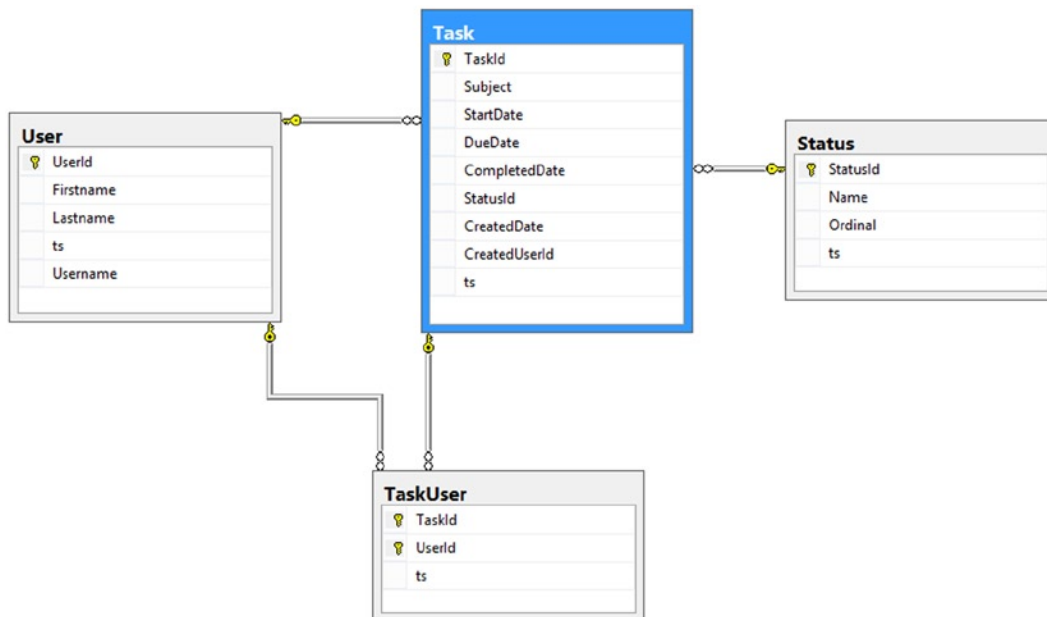 Task
TaskId
Subject
StartDate
DueDate
CompletedDate
StatusId
CreatedDate
CreatedUserId
ts
User
UserId
Firstname
Lastname
ts
Username
Status
StatusId
Name
Ordinal
ts
TaskUser
TaskId
UserId
ts